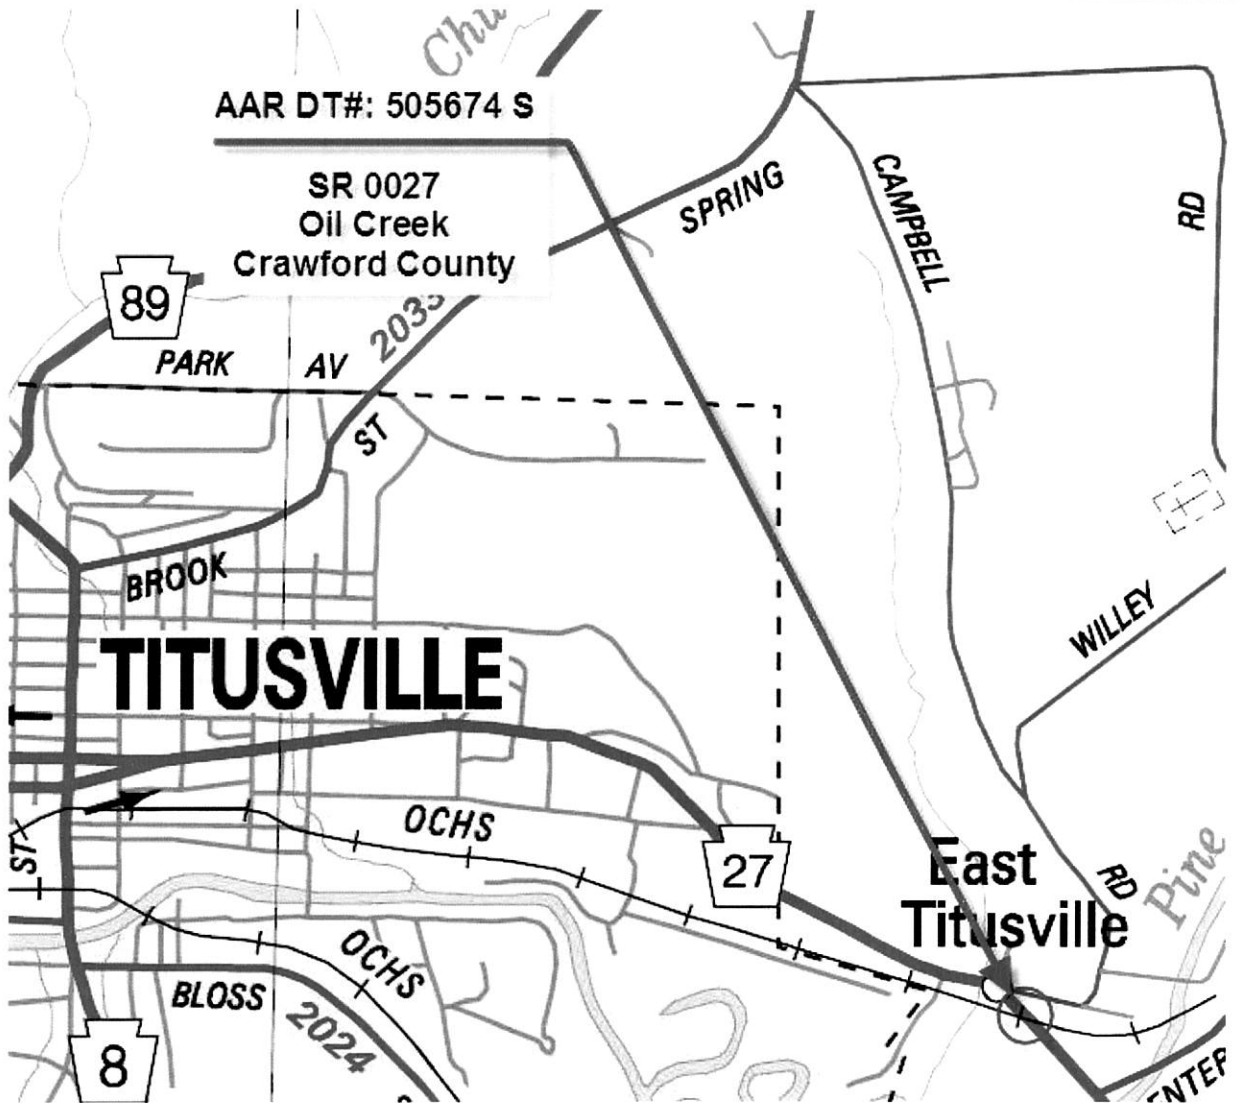 Chu
AAR DT#: 505674 S
SR 0027
Oil Creek
Crawford County
SPRING
CAMPBELL
RD
89
2035
PARK AV
ST
BROOK
WILLEY
TITUSVILLE
OCHS
27
East
Titusville
RD
Pine
ST
OCHS
BLOSS
2024
8
ENTER